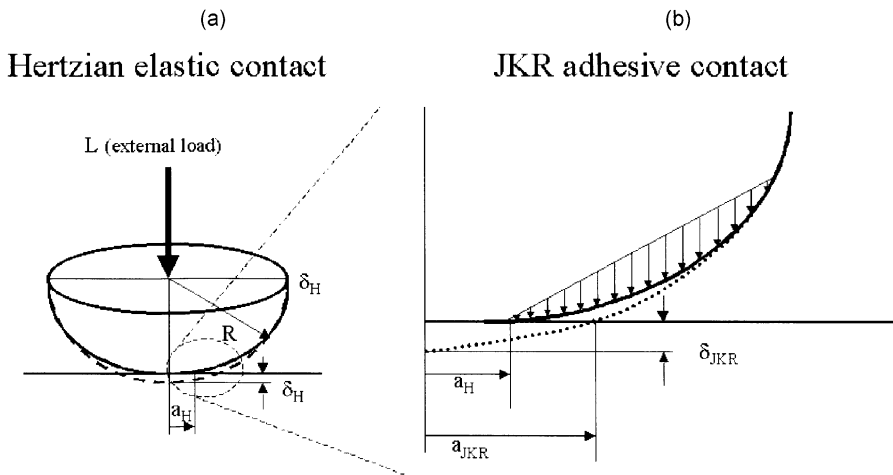 (a)
(b)
Hertzian elastic contact
JKR adhesive contact
L (external load)
δH
R
δH
aH
δJKR
aH
aJKR